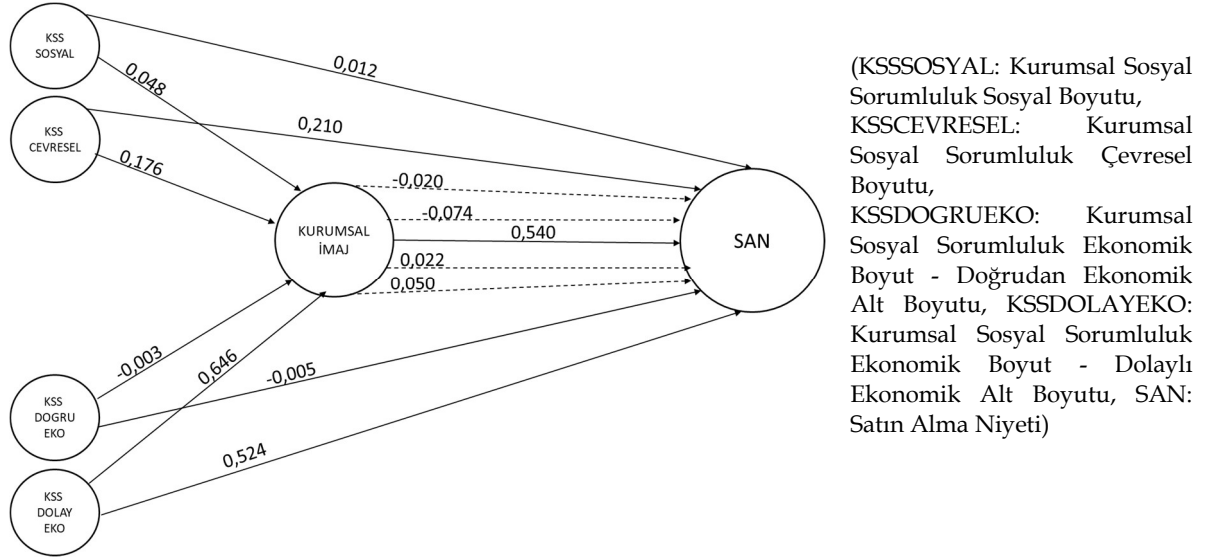 KSS
SOSYAL
KSS
CEVRESEL
KSS
DOGRU
EKO
KSS
DOLAY
EKO
KURUMSAL
İMAJ
SAN
0,012
0,048
0,210
0,176
-0,020
-0,074
0,540
0,022
0,050
-0,003
0,646
-0,005
0,524
(KSSSOSYAL: Kurumsal Sosyal
Sorumluluk Sosyal Boyutu,
KSSCEVRESEL: Kurumsal
Sosyal Sorumluluk Çevresel
Boyutu,
KSSDOGRUEKO: Kurumsal
Sosyal Sorumluluk Ekonomik
Boyut - Doğrudan Ekonomik
Alt Boyutu, KSSDOLAYEKO:
Kurumsal Sosyal Sorumluluk
Ekonomik Boyut - Dolaylı
Ekonomik Alt Boyutu, SAN:
Satın Alma Niyeti)